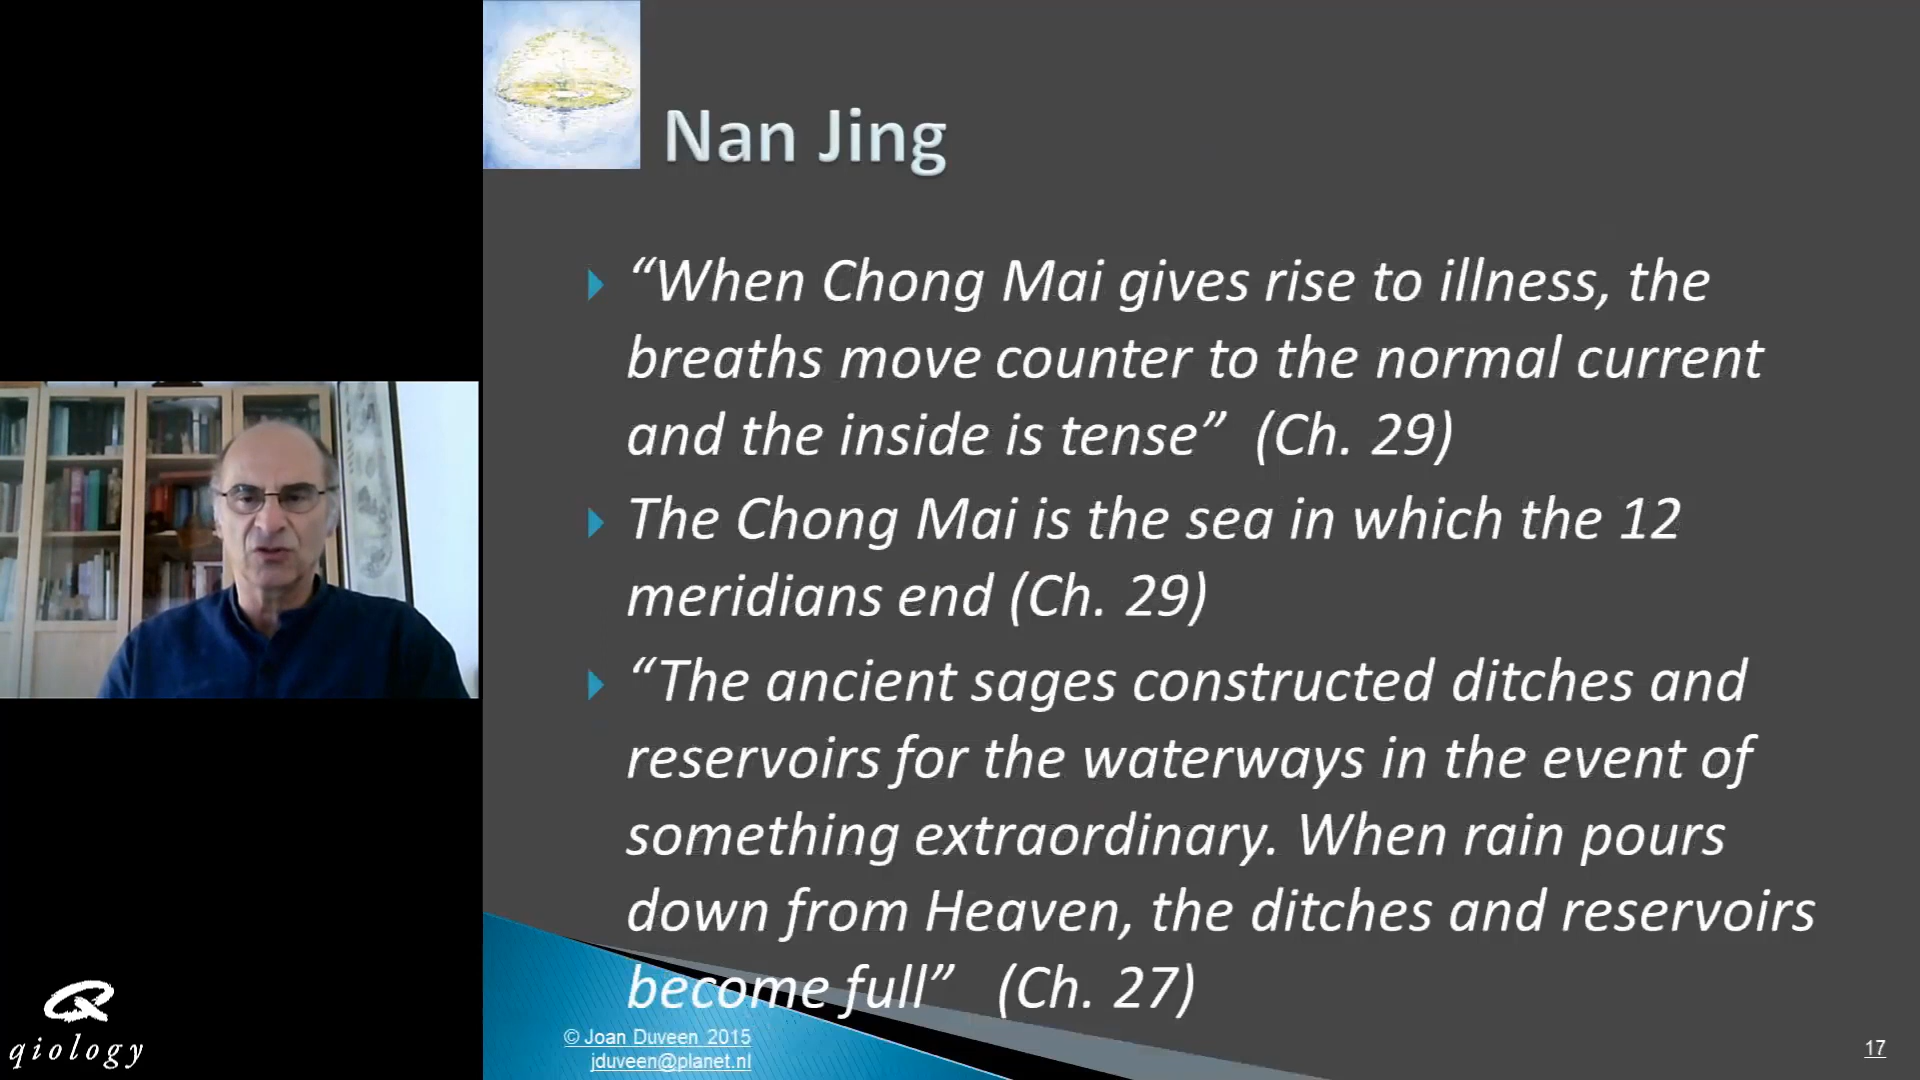 Nan Jing
“When Chong Mai gives rise to illness, the
breaths move counter to the normal current
and the inside is tense” (Ch. 29)
The Chong Mai is the sea in which the 12
meridians end (Ch. 29)
“The ancient sages constructed ditches and
reservoirs for the waterways in the event of
something extraordinary. When rain pours
down from Heaven, the ditches and reservoirs
become full” (Ch. 27)
© Joan Duveen 2015
jduveen@planet.nl
17
qiology